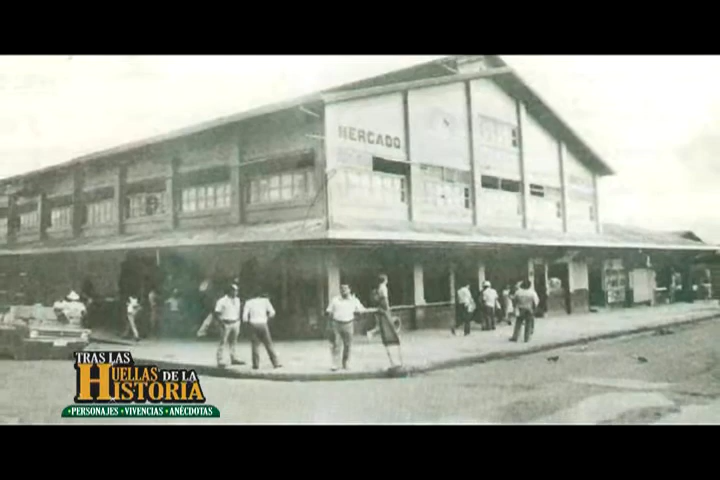 MERCADO
TRAS LAS
HUELLAS DE LA
HISTORIA
•PERSONAJES •VIVENCIAS •ANÉCDOTAS